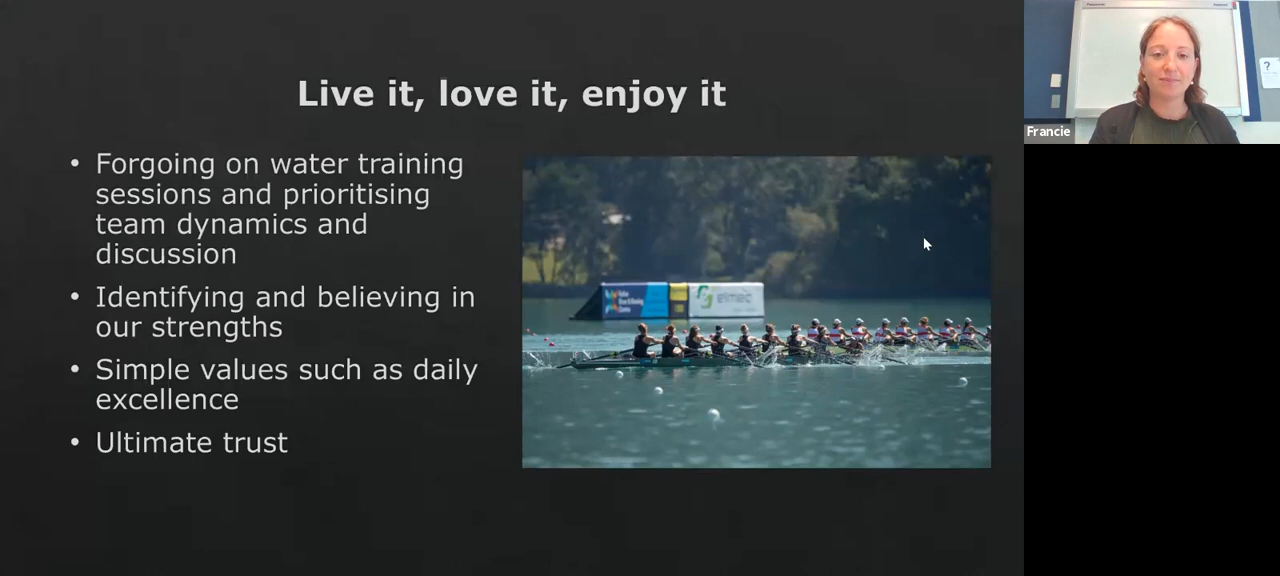 Live it, love it, enjoy it
• Forgoing on water training
sessions and prioritising
team dynamics and
discussion
• Identifying and believing in
our strengths
• Simple values such as daily
excellence
• Ultimate trust
elmec
Francie
?